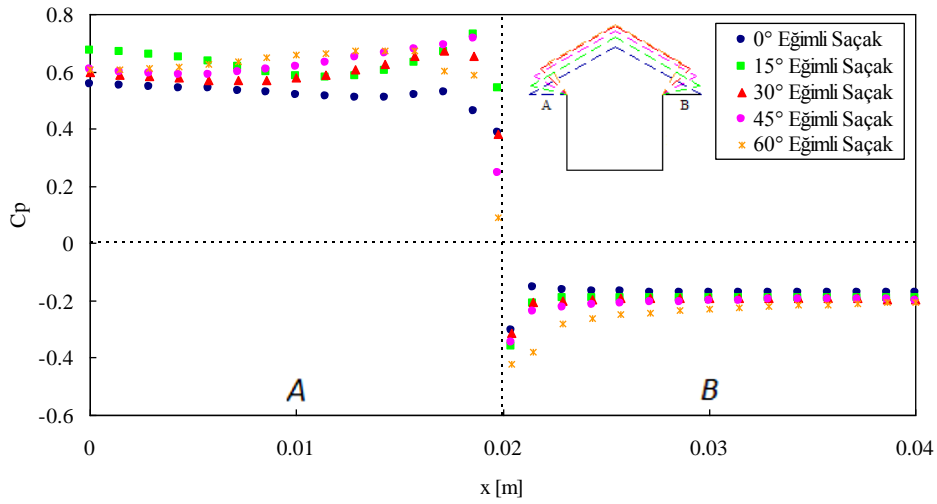 Cp
0.8
0.6
0.4
0.2
0
-0.2
-0.4
-0.6
0
0.01
0.02
0.03
0.04
x [m]
A
B
A
B
0° Eğimli Saçak
15° Eğimli Saçak
30° Eğimli Saçak
45° Eğimli Saçak
60° Eğimli Saçak